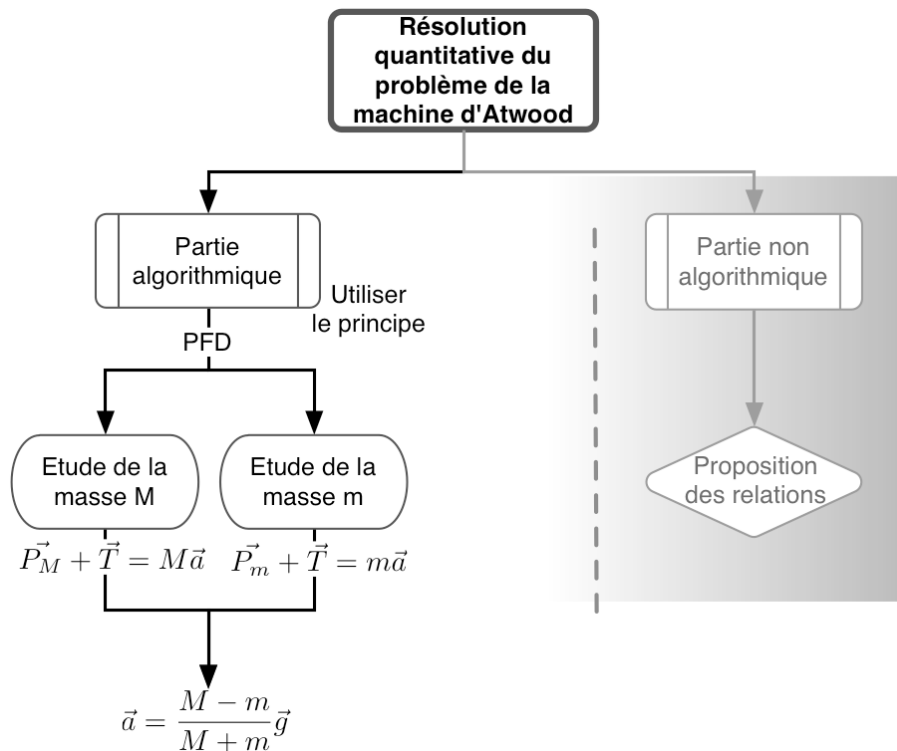 Résolution
quantitative du
problème de la
machine d'Atwood
Partie
algorithmique
Utiliser
le principe
PFD
Etude de la
masse M
Etude de la
masse m
$\vec{P_M} + \vec{T} = M\vec{a}$
$\vec{P_m} + \vec{T} = m\vec{a}$
$\vec{a} = \dfrac{M - m}{M + m}\vec{g}$
Partie non
algorithmique
Proposition
des relations